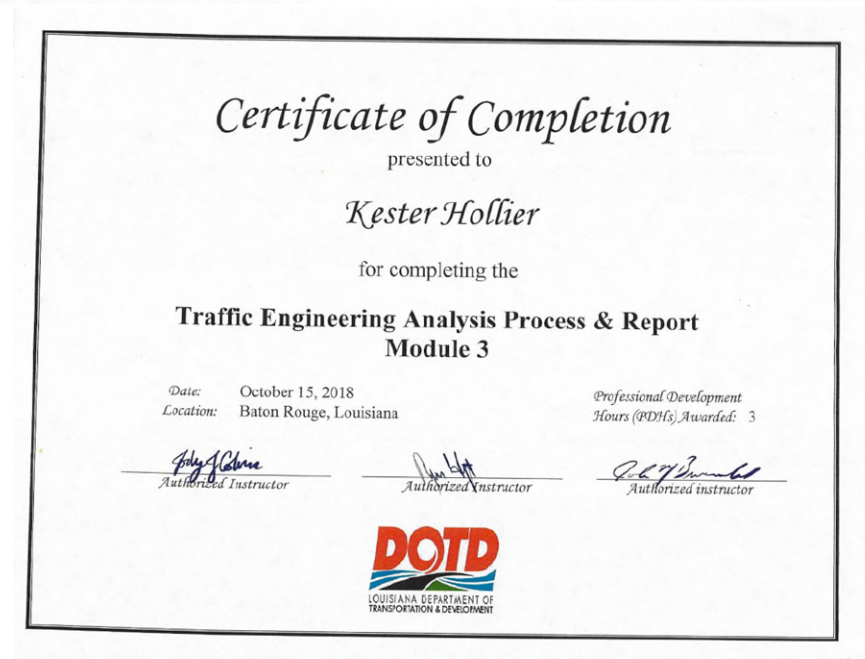 Certificate of Completion
presented to
Kester Hollier
for completing the
Traffic Engineering Analysis Process & Report
Module 3
Date: October 15, 2018
Location: Baton Rouge, Louisiana
Professional Development
Hours (PDHs) Awarded: 3
Authorized Instructor
Authorized Instructor
Authorized instructor
DOTD
LOUISIANA DEPARTMENT OF
TRANSPORTATION & DEVELOPMENT